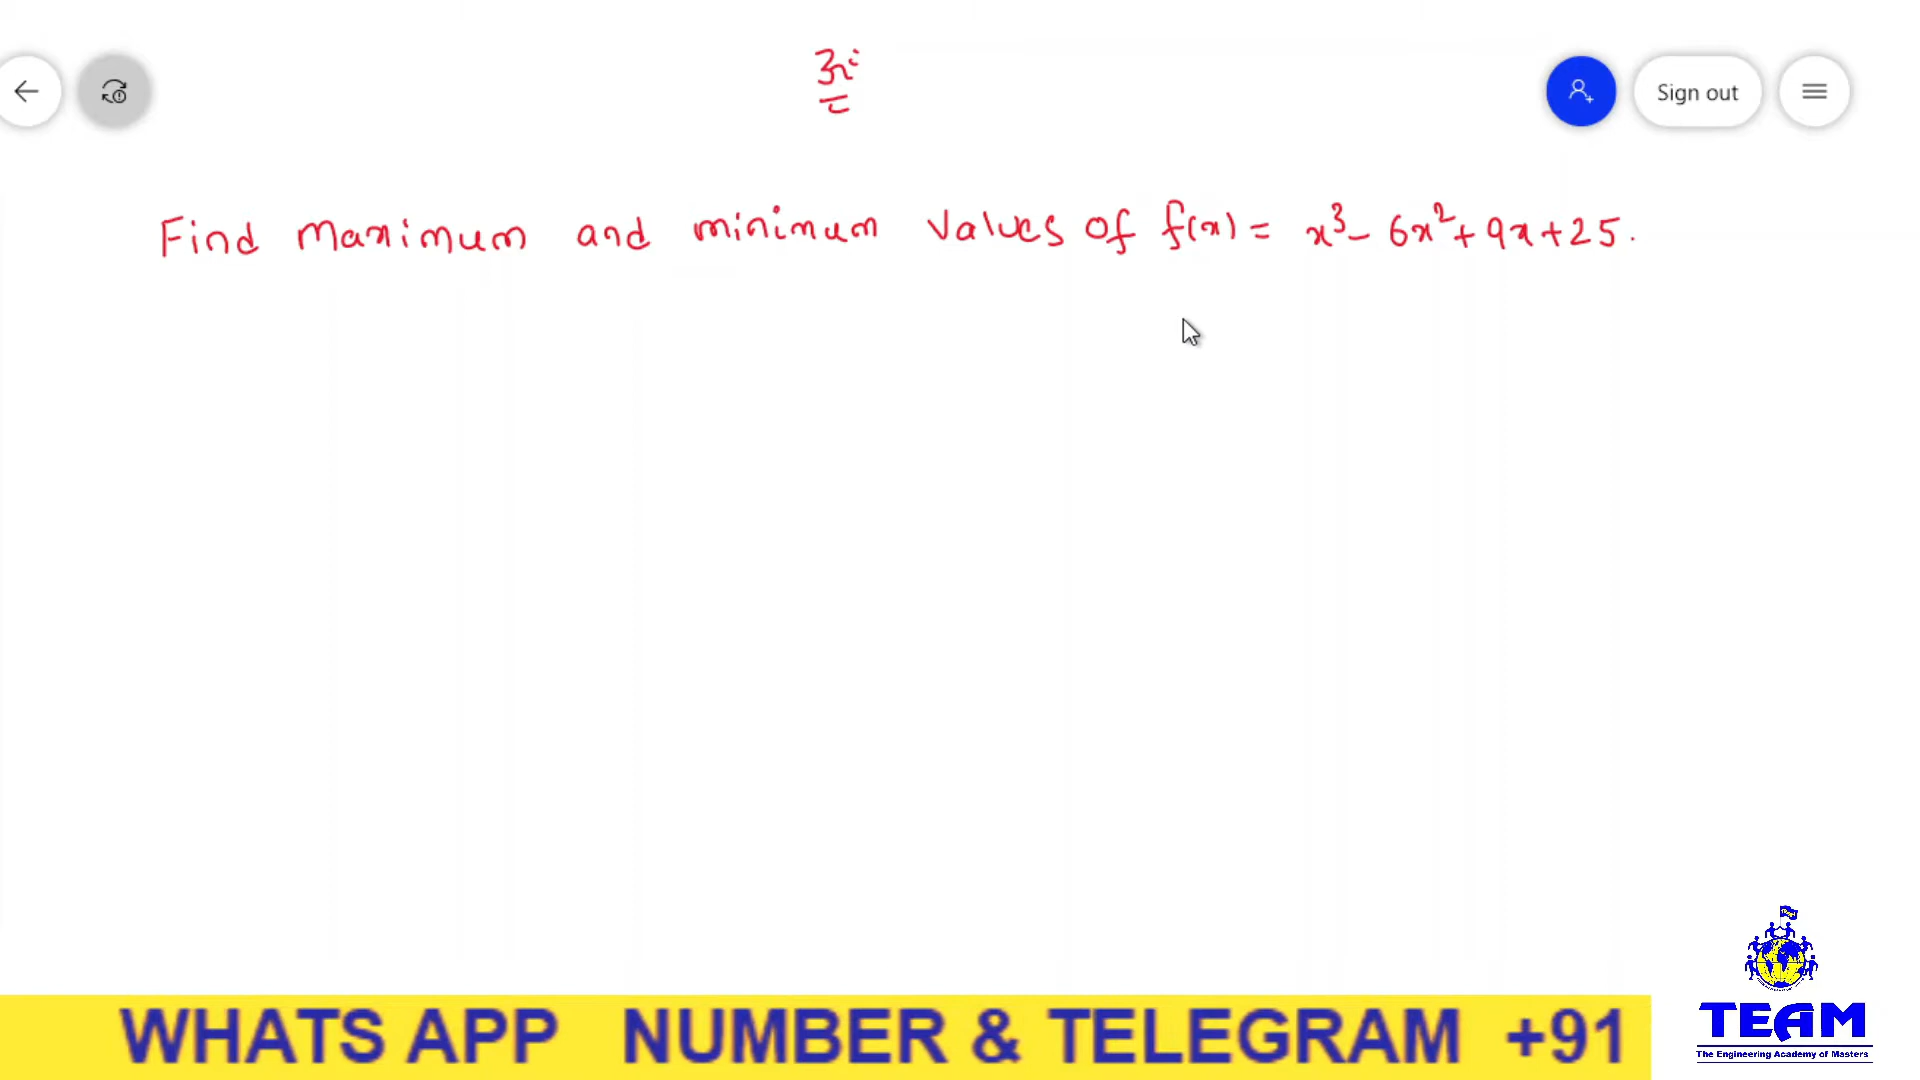 Sign out
Find maximum and minimum values of f(x) = x³ - 6x² + 9x + 25.
WHATS APP NUMBER & TELEGRAM +91
TEAM
The Engineering Academy of Masters